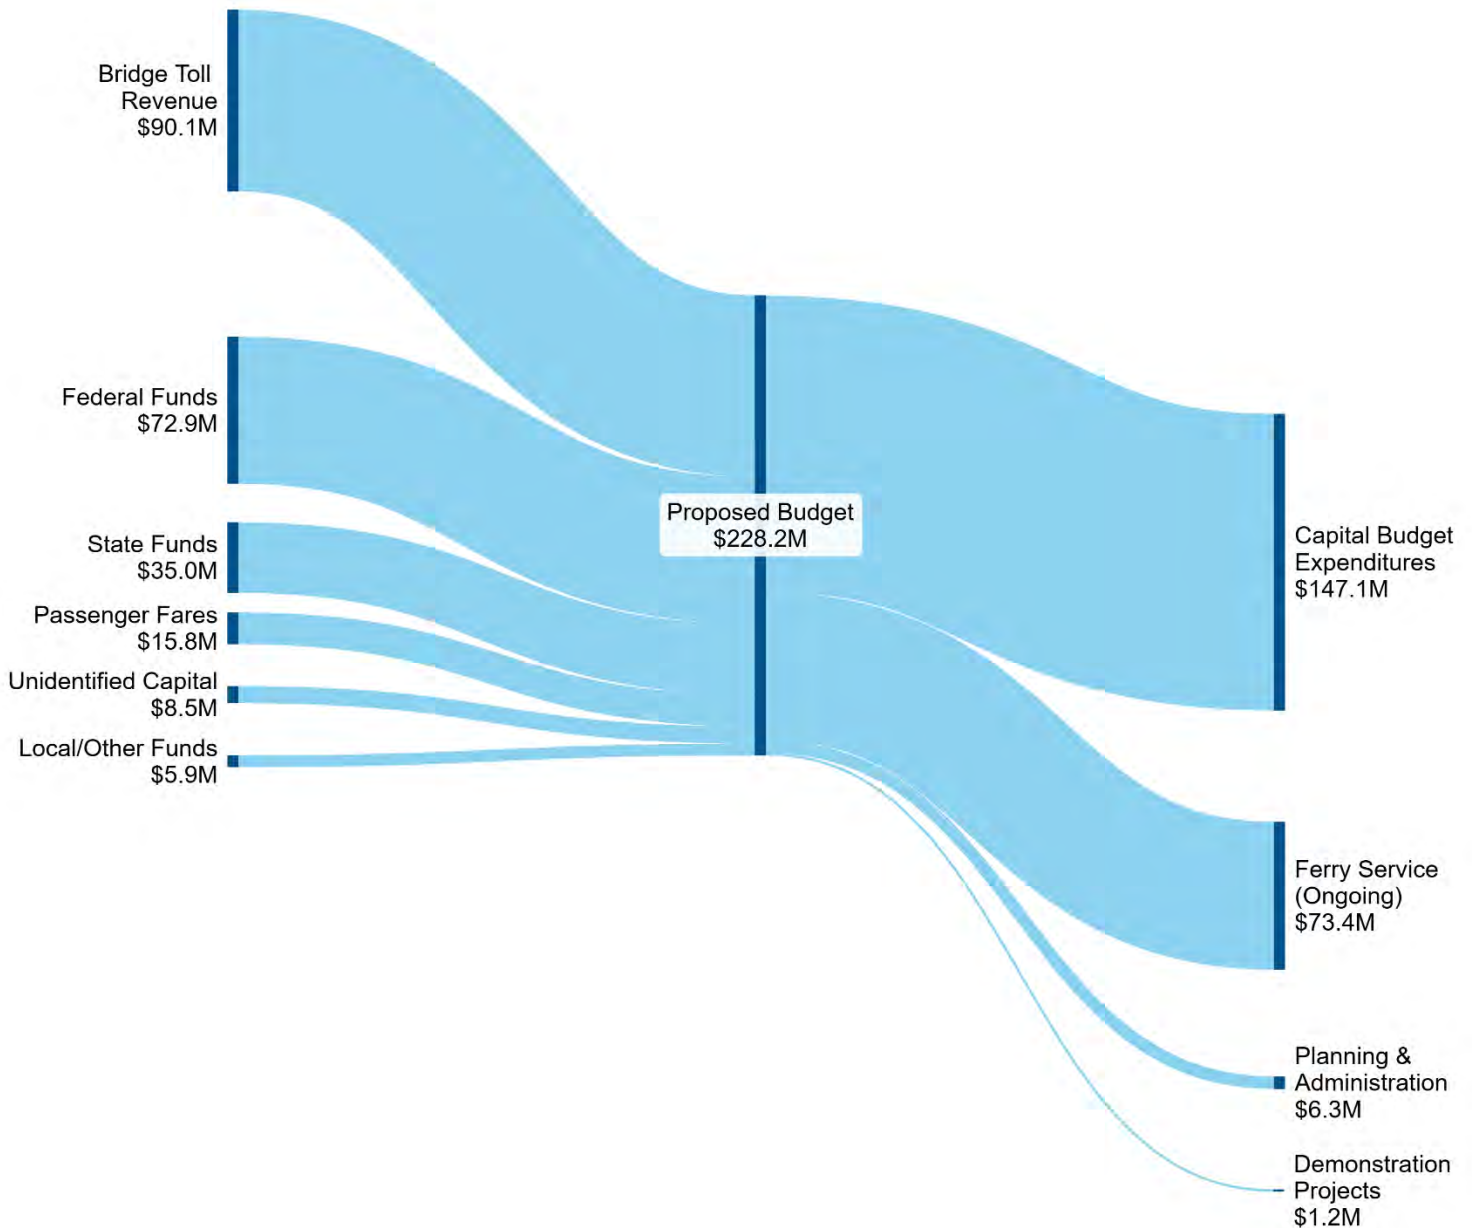 Bridge Toll
Revenue
$90.1M
Federal Funds
$72.9M
State Funds
$35.0M
Passenger Fares
$15.8M
Unidentified Capital
$8.5M
Local/Other Funds
$5.9M
Proposed Budget
$228.2M
Capital Budget
Expenditures
$147.1M
Ferry Service
(Ongoing)
$73.4M
Planning &
Administration
$6.3M
Demonstration
Projects
$1.2M